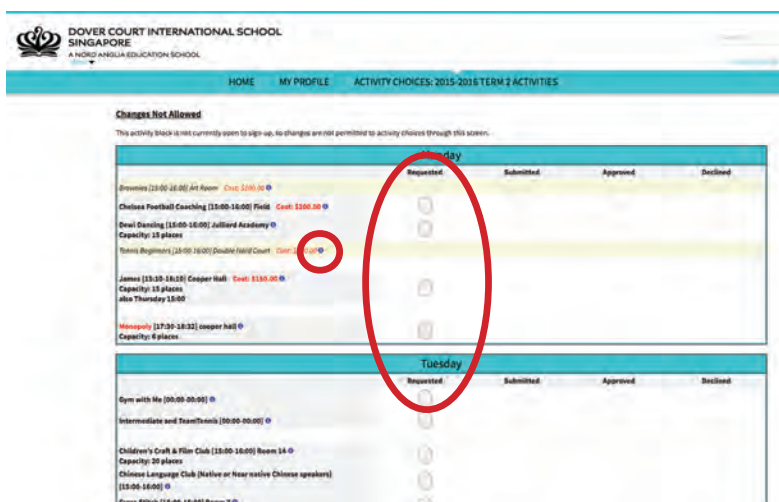 DOVER COURT INTERNATIONAL SCHOOL
SINGAPORE
A NORD ANGLIA EDUCATION SCHOOL
HOME MY PROFILE ACTIVITY CHOICES: 2015-2016 TERM 2 ACTIVITIES
Changes Not Allowed
This activity block is not currently open to sign-up, so changes are not permitted to activity choices through this screen.
Monday
Requested Submitted Approved Declined
Brownies [15:00-16:00] Art Room Cost: $200.00
Chelsea Football Coaching [15:00-16:00] Field Cost: $200.00
Dewi Dancing [15:00-16:00] Julliard Academy
Capacity: 15 places
Tennis Beginners [15:00-16:00] Double Hard Court Cost:
James [15:10-16:10] Cooper Hall Cost: $150.00
Capacity: 15 places
also Thursday 15:00
Monopoly [17:30-18:32] cooper hall
Capacity: 6 places
Tuesday
Requested Submitted Approved Declined
Gym with Me [00:00-00:00]
Intermediate and TeamTennis [00:00-00:00]
Children's Craft & Film Club [15:00-16:00] Room 14
Capacity: 20 places
Chinese Language Club (Native or Near native Chinese speakers)
[15:00-16:00]